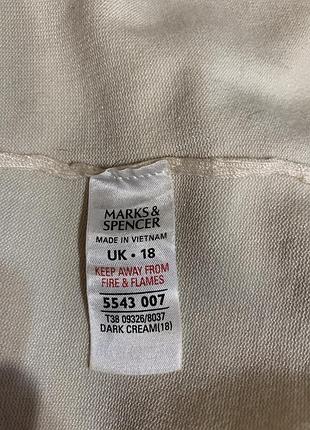 MARKS &
SPENCER
MADE IN VIETNAM
UK • 18
KEEP AWAY FROM
FIRE & FLAMES
5543 007
T38 09326/8037
DARK CREAM(18)